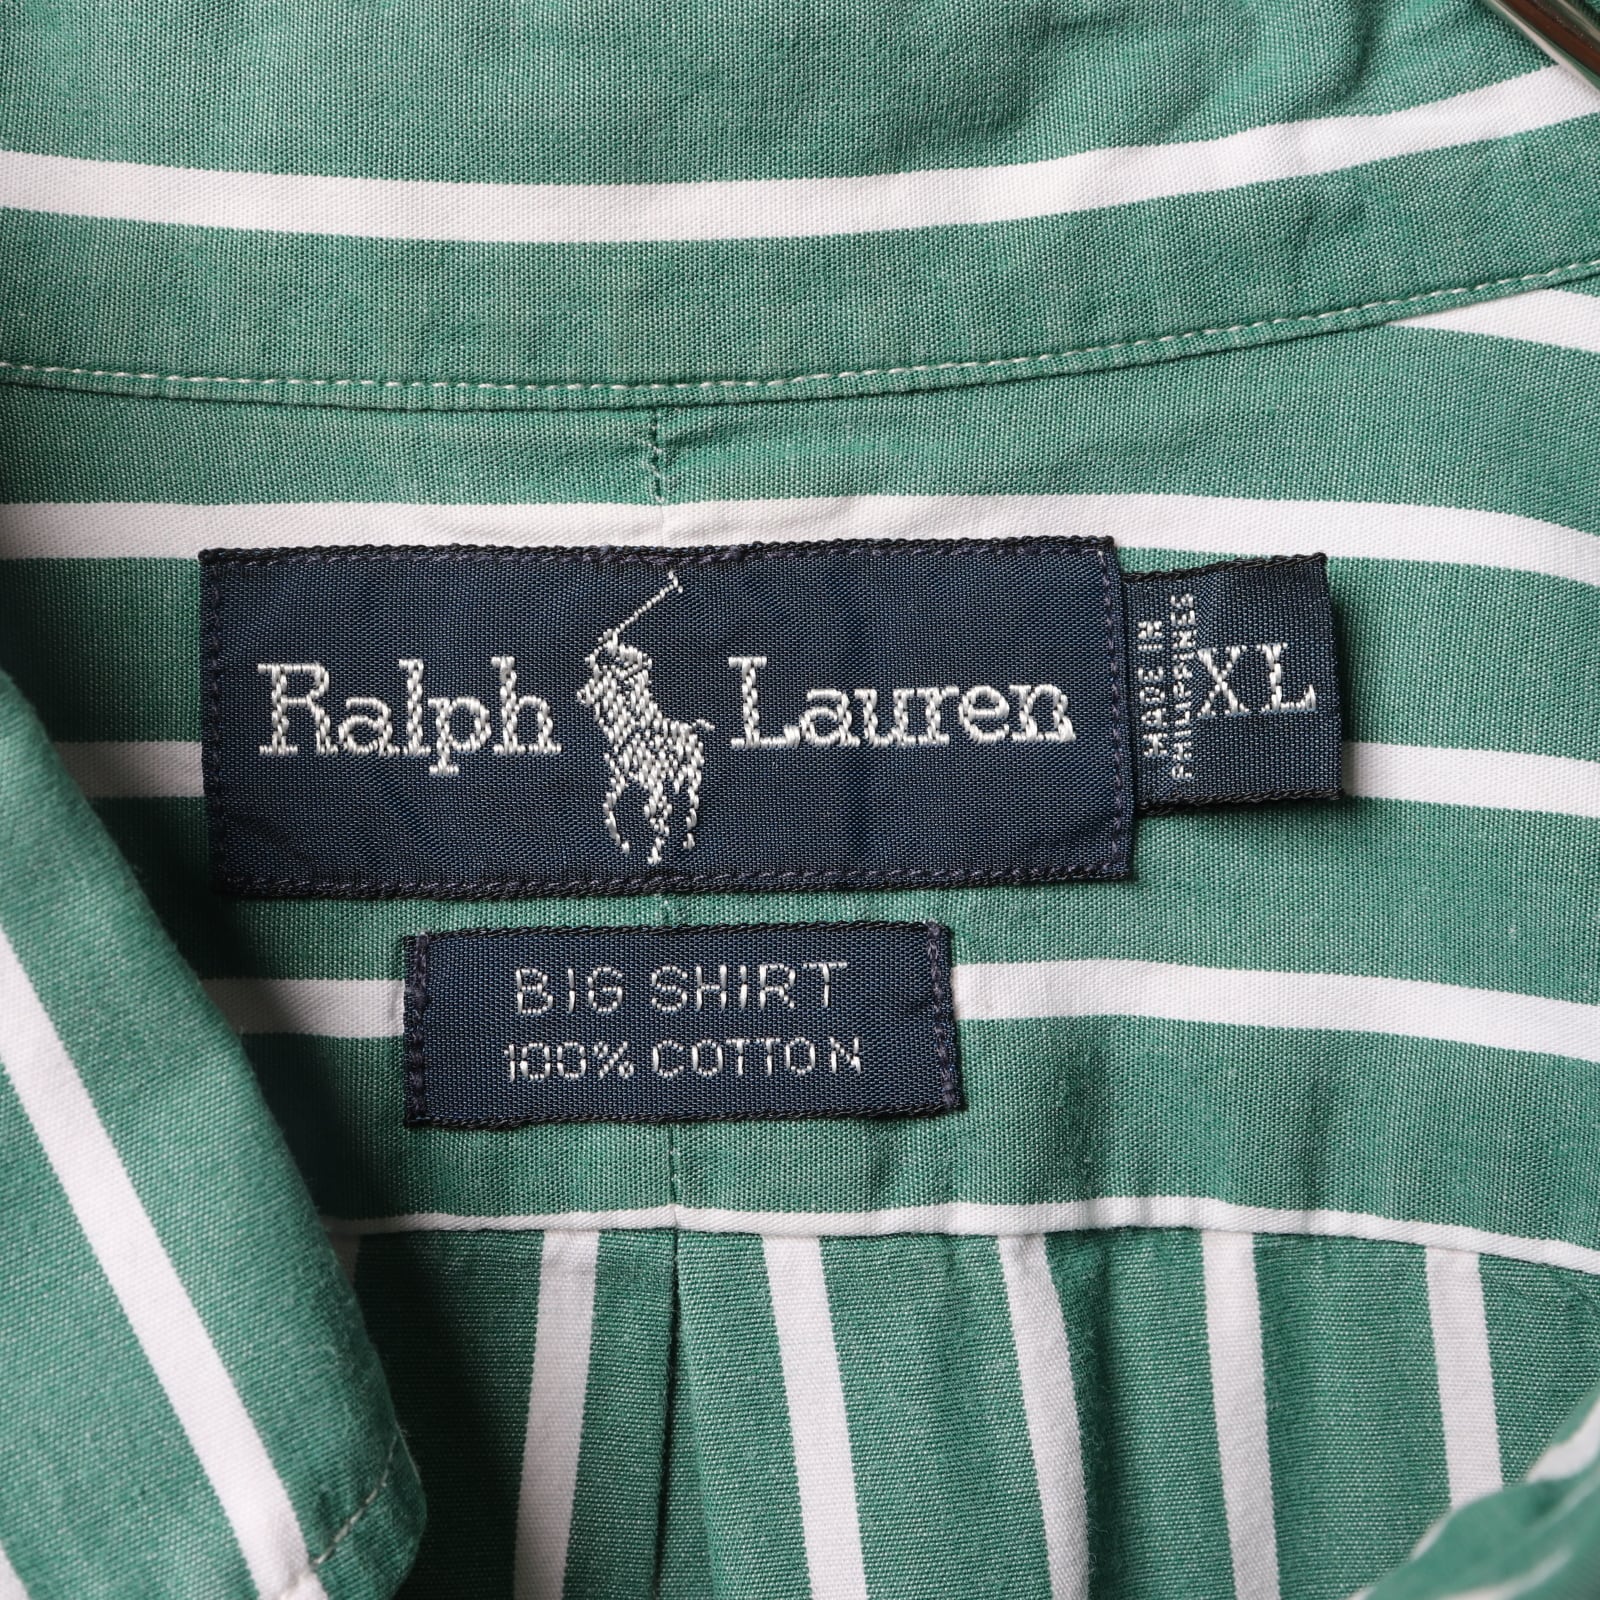 Ralph Lauren
MADE IN
PHILIPPINES
XL
BIG SHIRT
100% COTTON